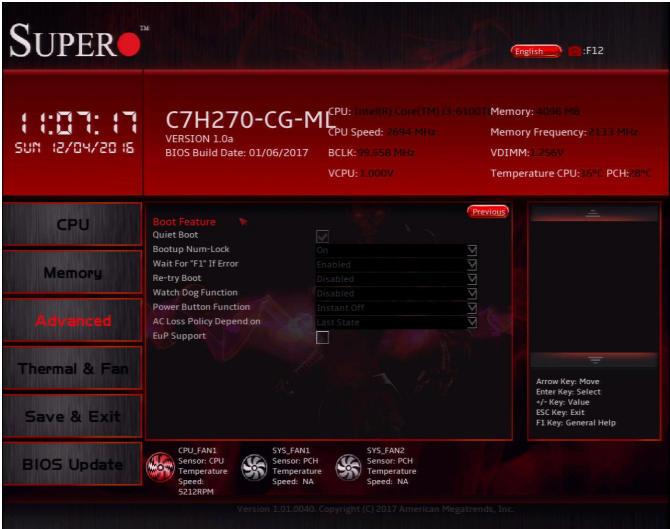 SUPER
TM
English
:F12
11:07:17
SUN 12/04/2016
C7H270-CG-ML
VERSION 1.0a
BIOS Build Date: 01/06/2017
CPU: Intel(R) Core(TM) i3-6100T
CPU Speed: 2694 MHz
BCLK: 99.658 MHz
VCPU: 1.000V
Memory: 4096 MB
Memory Frequency: 2133 MHz
VDIMM: 1.256V
Temperature CPU: 36°C PCH: 28°C
CPU
Memory
Advanced
Thermal & Fan
Save & Exit
BIOS Update
Previous
Boot Feature
Quiet Boot
Bootup Num-Lock On
Wait For "F1" If Error Enabled
Re-try Boot Disabled
Watch Dog Function Disabled
Power Button Function Instant Off
AC Loss Policy Depend on Last State
EuP Support
Arrow Key: Move
Enter Key: Select
+/- Key: Value
ESC Key: Exit
F1 Key: General Help
CPU_FAN1
Sensor: CPU
Temperature
Speed:
5212RPM
SYS_FAN1
Sensor: PCH
Temperature
Speed: NA
SYS_FAN2
Sensor: PCH
Temperature
Speed: NA
Version 1.01.0040. Copyright (C) 2017 American Megatrends, Inc.